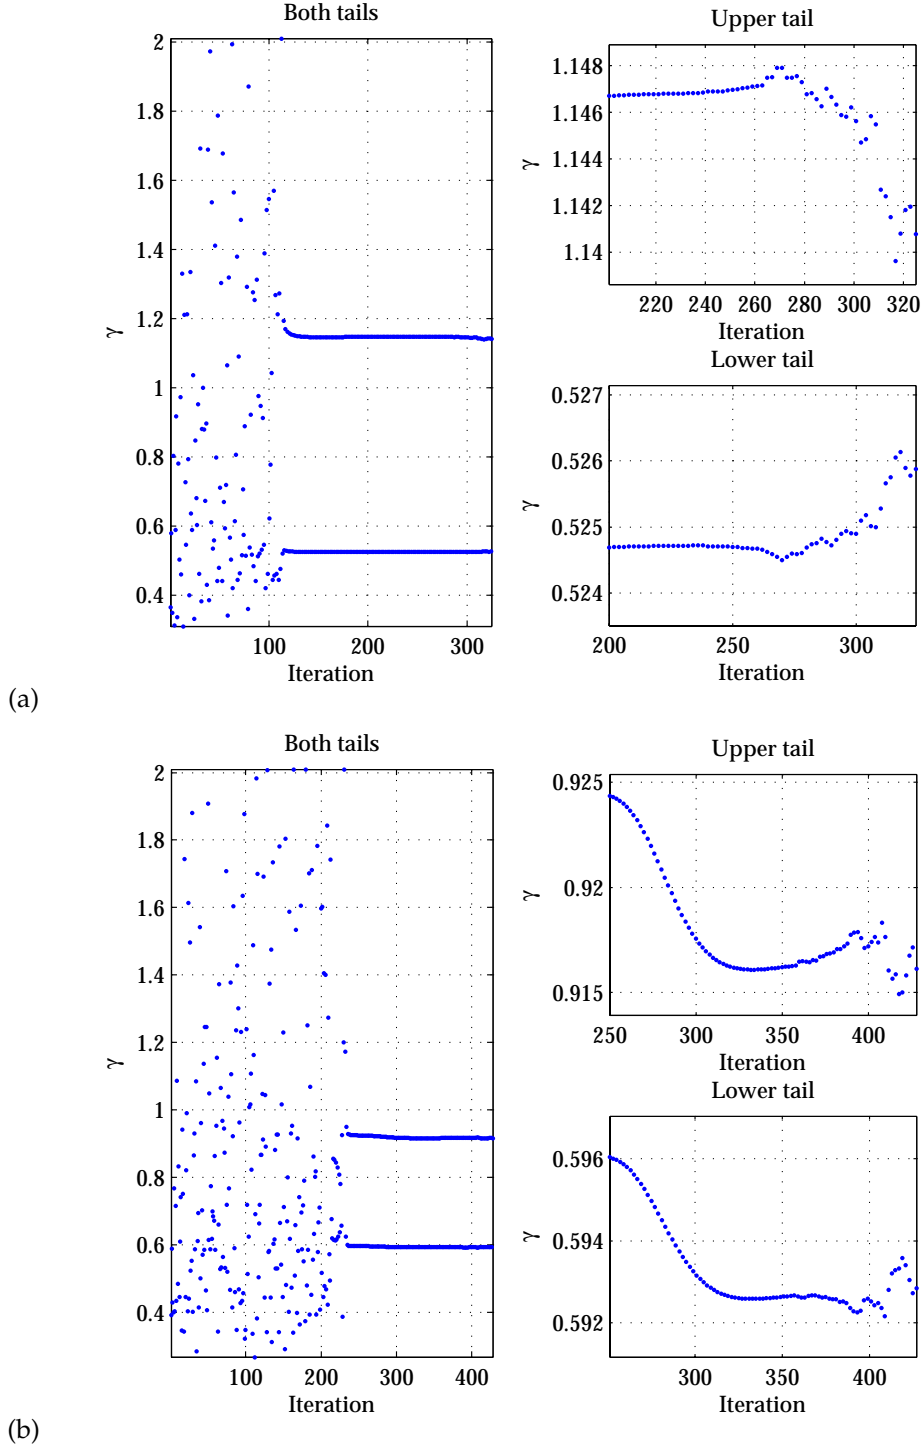 Both tails
2
1.8
1.6
1.4
1.2
1
0.8
0.6
0.4
γ
100 200 300
Iteration
Upper tail
1.148
1.146
1.144
1.142
1.14
γ
220 240 260 280 300 320
Iteration
Lower tail
0.527
0.526
0.525
0.524
γ
200 250 300
Iteration
(a)
Both tails
2
1.8
1.6
1.4
1.2
1
0.8
0.6
0.4
γ
100 200 300 400
Iteration
Upper tail
0.925
0.92
0.915
γ
250 300 350 400
Iteration
Lower tail
0.596
0.594
0.592
γ
300 350 400
Iteration
(b)